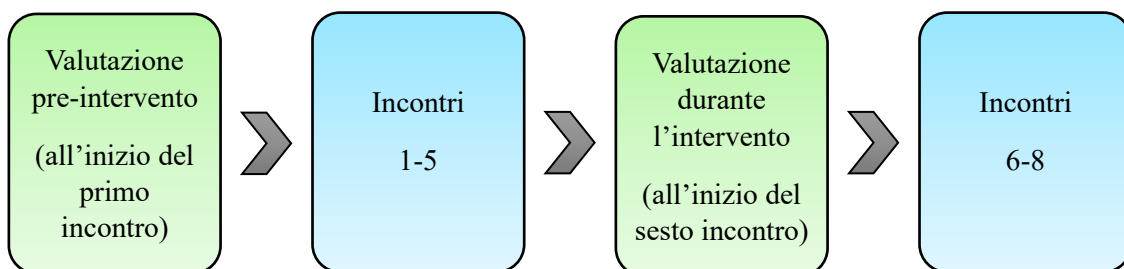 Valutazione
pre-intervento
(all’inizio del
primo
incontro)
Incontri
1-5
Valutazione
durante
l’intervento
(all’inizio del
sesto incontro)
Incontri
6-8